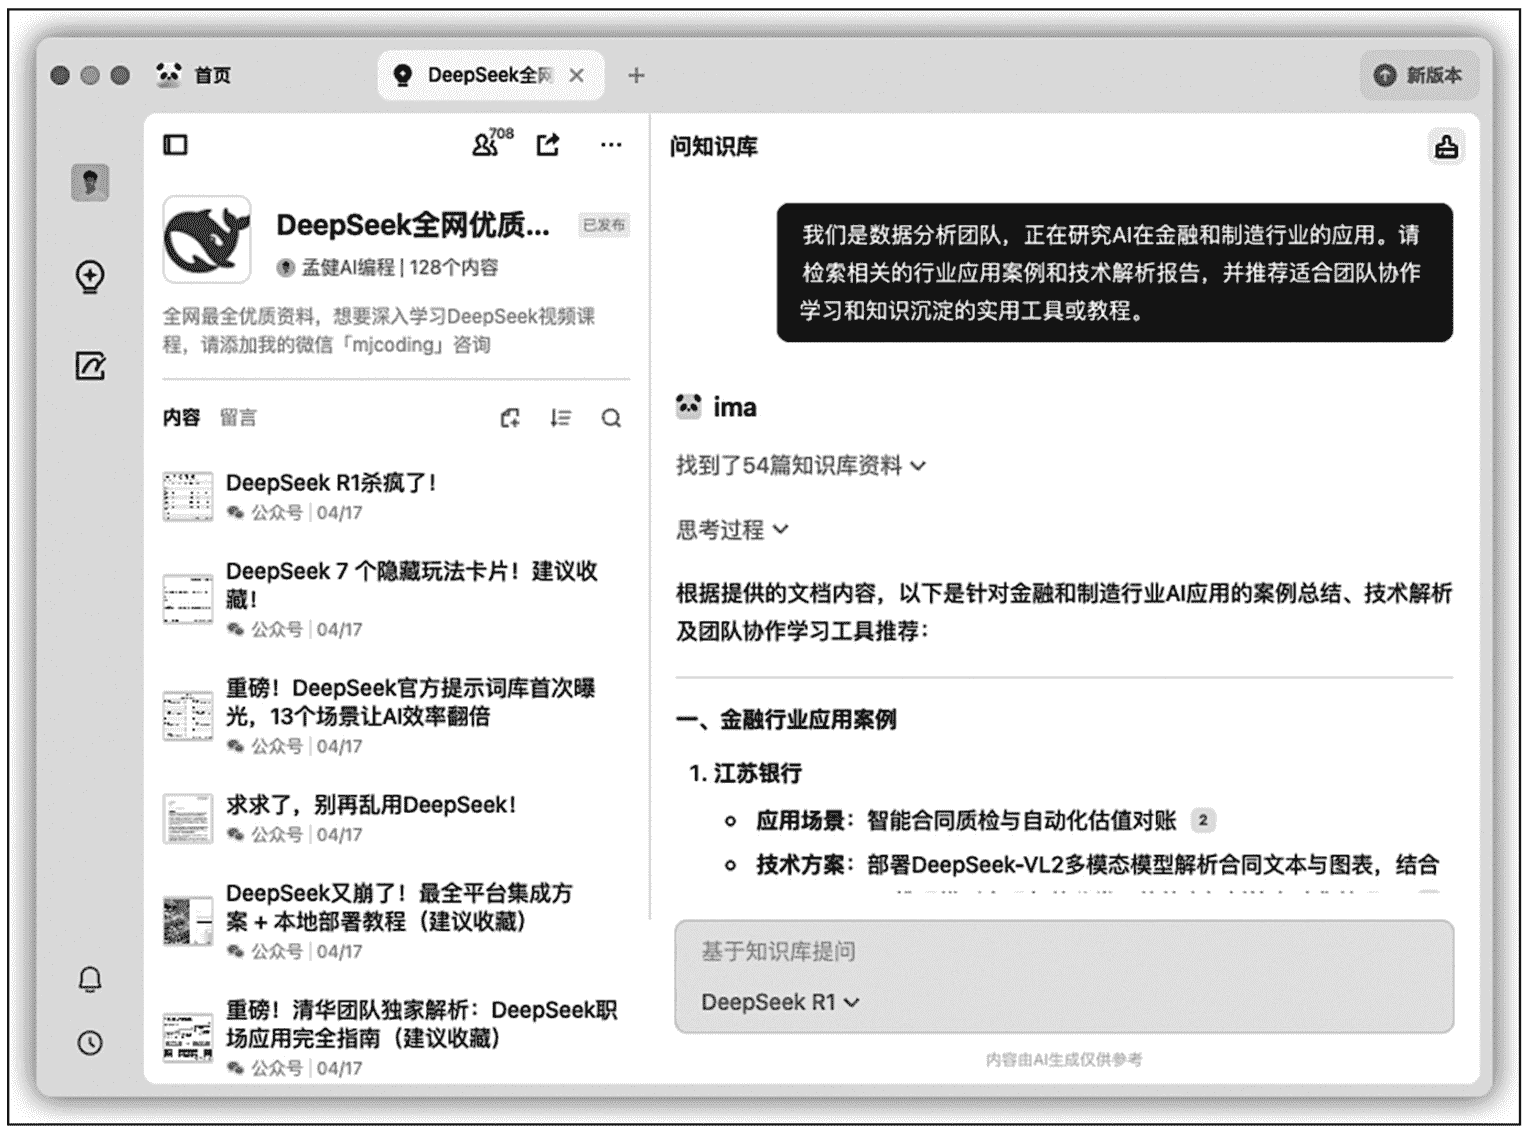 首页
DeepSeek全网
新版本
708
DeepSeek全网优质...
已发布
孟健AI编程 | 128个内容
全网最全优质资料，想要深入学习DeepSeek视频课
程，请添加我的微信「mjcoding」咨询
内容 留言
DeepSeek R1杀疯了！
公众号 | 04/17
DeepSeek 7 个隐藏玩法卡片！建议收
藏！
公众号 | 04/17
重磅！DeepSeek官方提示词库首次曝
光，13个场景让AI效率翻倍
公众号 | 04/17
求求了，别再乱用DeepSeek！
公众号 | 04/17
DeepSeek又崩了！最全平台集成方
案 + 本地部署教程（建议收藏）
公众号 | 04/17
重磅！清华团队独家解析：DeepSeek职
场应用完全指南（建议收藏）
公众号 | 04/17
问知识库
我们是数据分析团队，正在研究AI在金融和制造行业的应用。请
检索相关的行业应用案例和技术解析报告，并推荐适合团队协作
学习和知识沉淀的实用工具或教程。
ima
找到了54篇知识库资料
思考过程
根据提供的文档内容，以下是针对金融和制造行业AI应用的案例总结、技术解析
及团队协作学习工具推荐：
一、金融行业应用案例
1. 江苏银行
应用场景：智能合同质检与自动化估值对账 2
技术方案：部署DeepSeek-VL2多模态模型解析合同文本与图表，结合
基于知识库提问
DeepSeek R1
内容由AI生成仅供参考